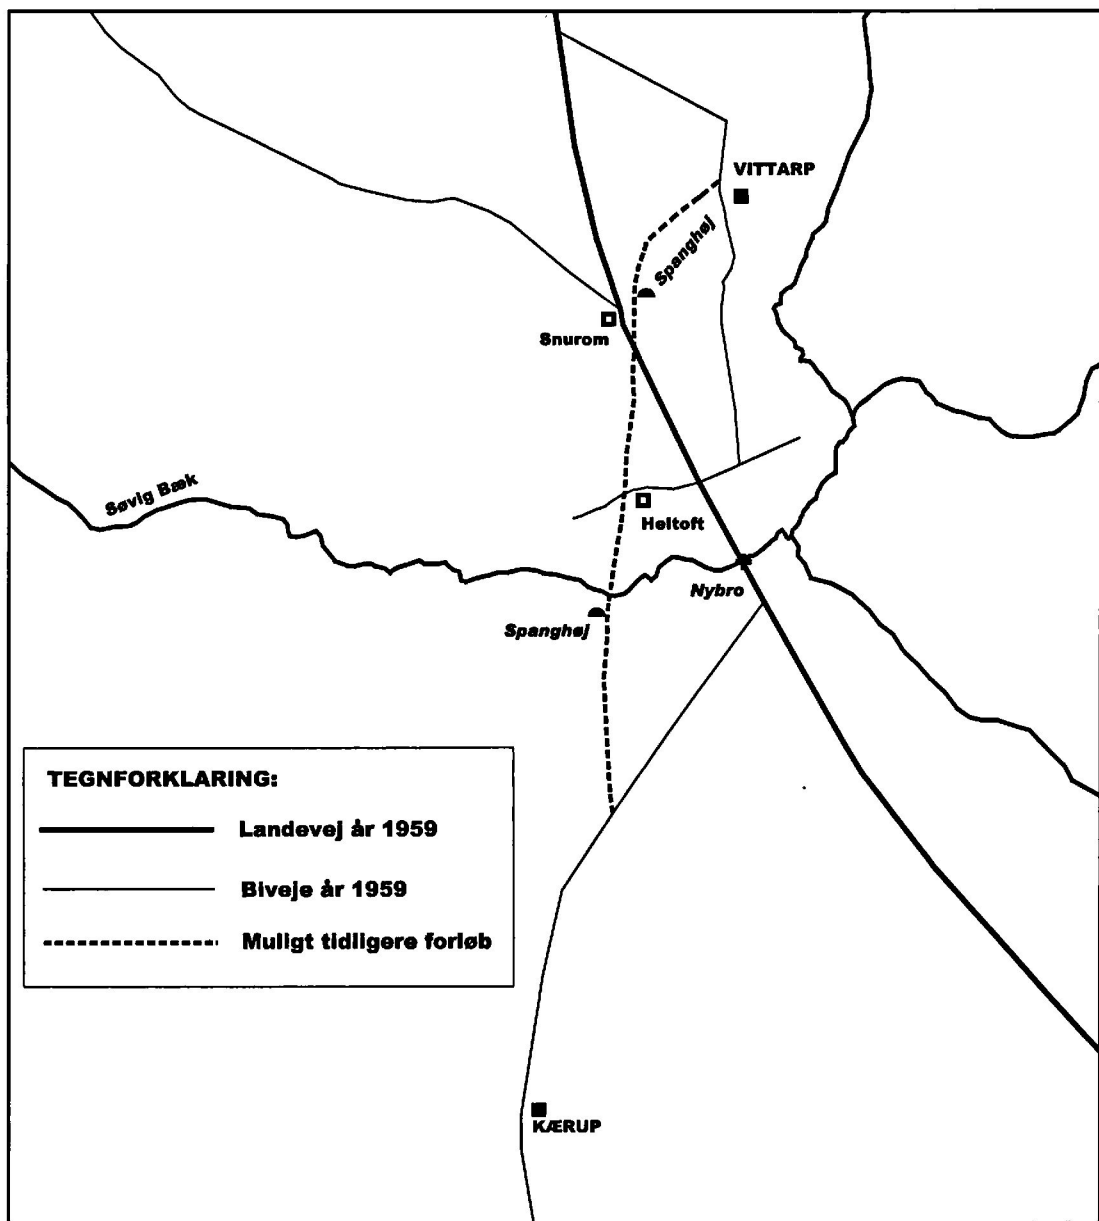 VITTARP
Spanghøj
Snurom
Søvig Bæk
Heltoft
Nybro
Spanghøj
TEGNFORKLARING:
Landevej år 1959
Biveje år 1959
Muligt tidligere forløb
KÆRUP